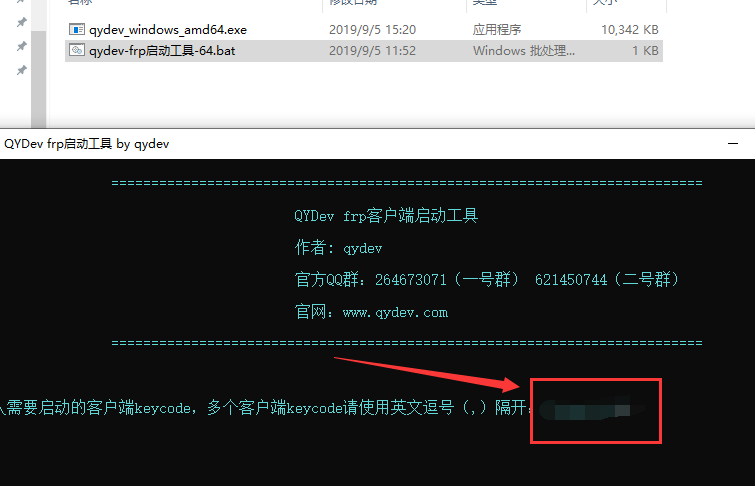 名称 修改日期 类型 大小
qydev_windows_amd64.exe 2019/9/5 15:20 应用程序 10,342 KB
qydev-frp启动工具-64.bat 2019/9/5 11:52 Windows 批处理... 1 KB
QYDev frp启动工具 by qydev
================================================================================
QYDev frp客户端启动工具
作者: qydev
官方QQ群：264673071（一号群） 621450744（二号群）
官网：www.qydev.com
================================================================================
需要启动的客户端keycode，多个客户端keycode请使用英文逗号（,）隔开：